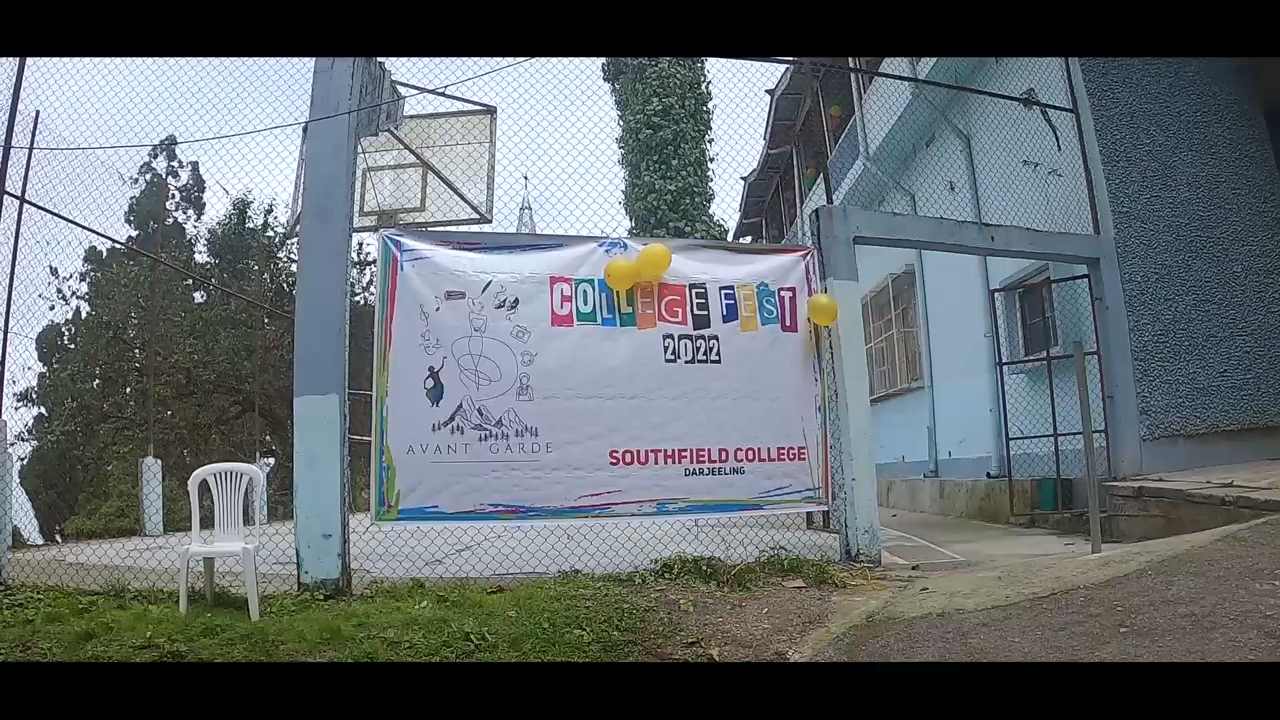 COLLEGE FEST
2022
AVANT GARDE
SOUTHFIELD COLLEGE
DARJEELING